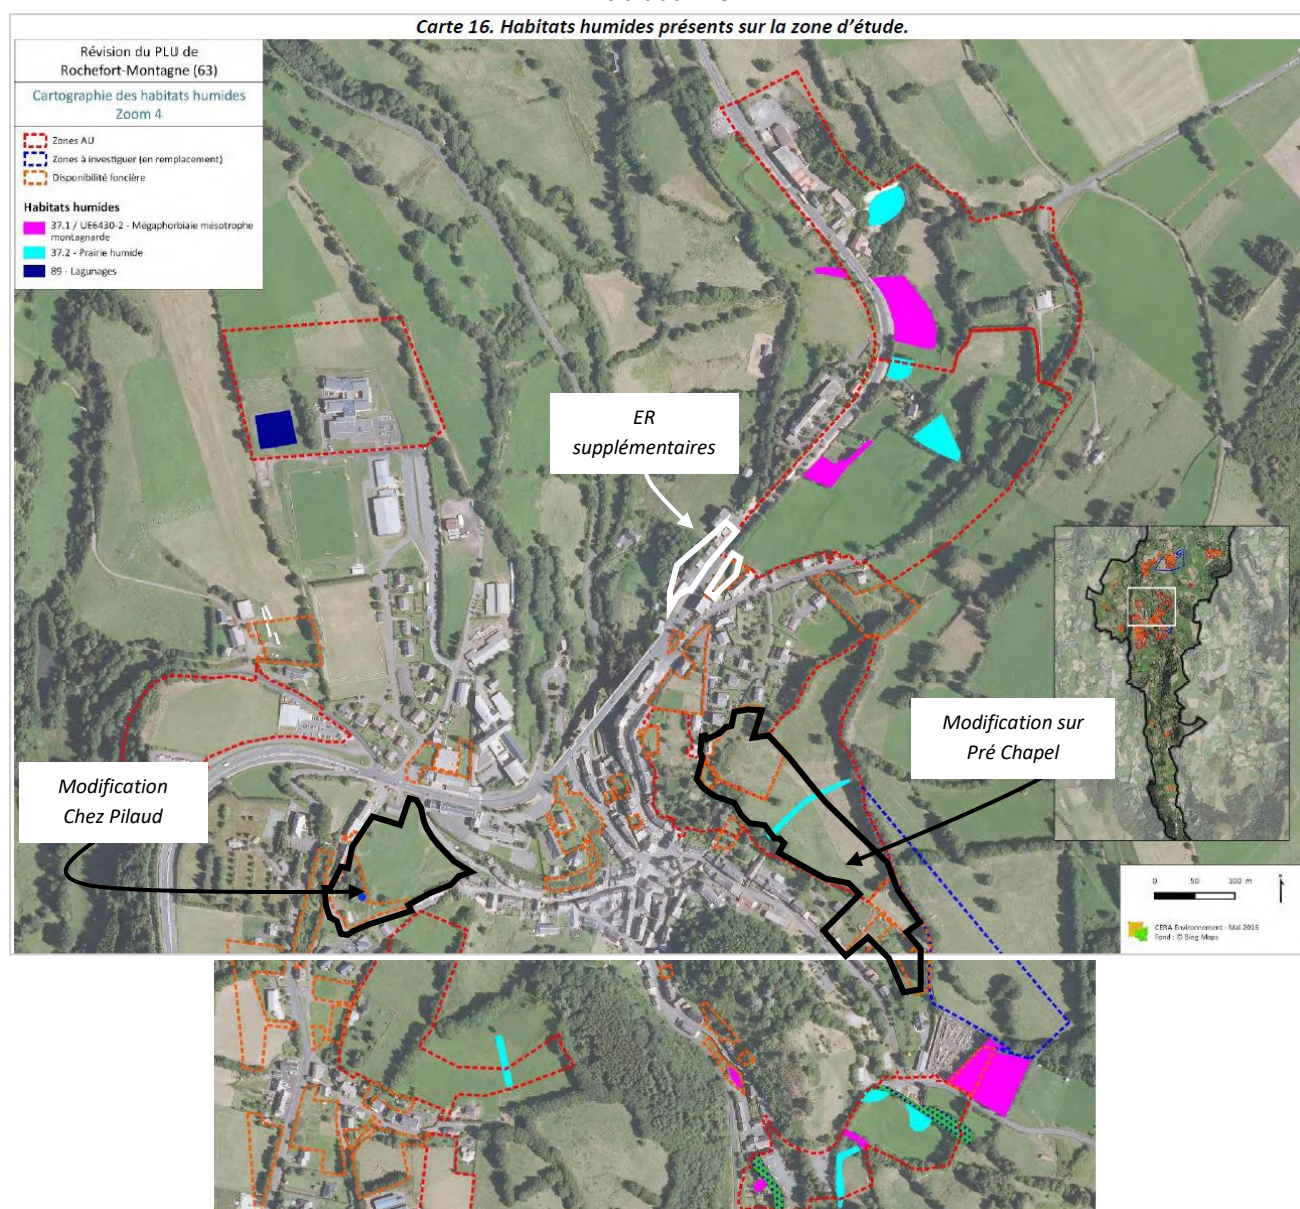 Carte 16. Habitats humides présents sur la zone d'étude.
Révision du PLU de
Rochefort-Montagne (63)
Cartographie des habitats humides
Zoom 4
Zones AU
Zones à investiguer (en remplacement)
Disponibilité foncière
Habitats humides
37.1 / UE6430-2 - Mégaphorbiaie mésotrophe
montagnarde
37.2 - Prairie humide
89 - Lagunages
ER
supplémentaires
Modification sur
Pré Chapel
Modification
Chez Pilaud
0 50 100 m
CERA Environnement - Mai 2016
Fond : © Bing Maps